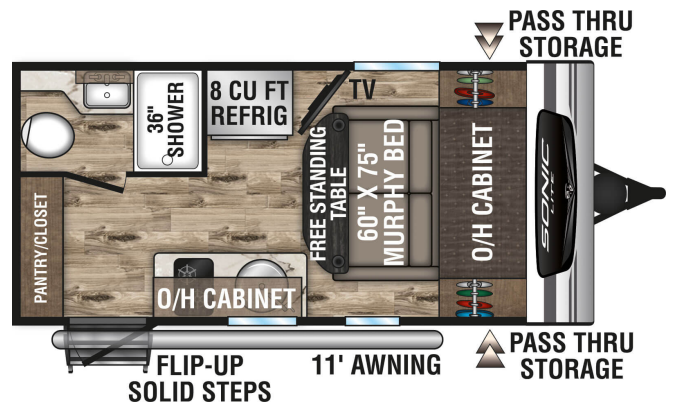 PASS THRU
STORAGE
36"
SHOWER
8 CU FT
REFRIG
TV
FREE STANDING
TABLE
60" X 75"
MURPHY BED
O/H CABINET
SONIC
LITE
PANTRY/CLOSET
O/H CABINET
FLIP-UP
SOLID STEPS
11' AWNING
PASS THRU
STORAGE